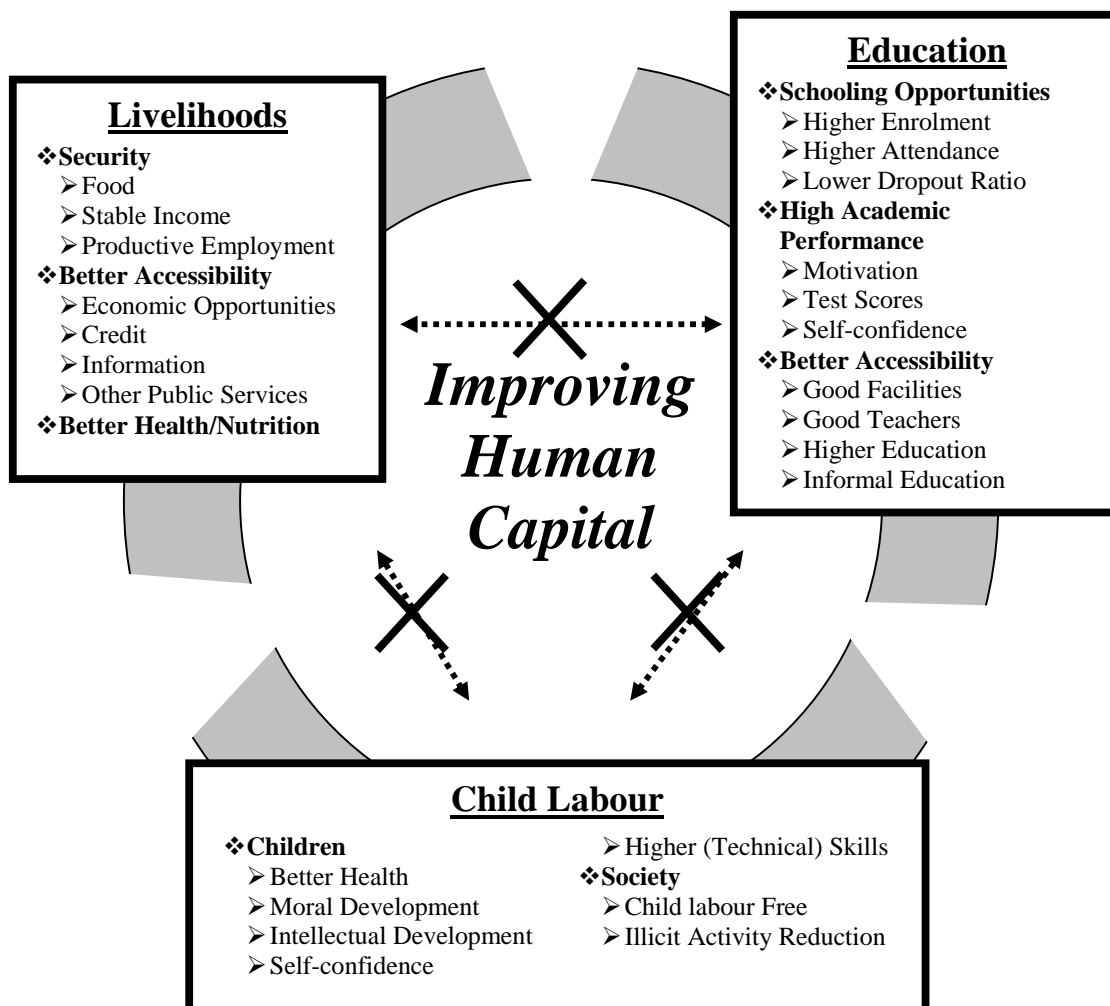 Livelihoods
❖Security
➢Food
➢Stable Income
➢Productive Employment
❖Better Accessibility
➢Economic Opportunities
➢Credit
➢Information
➢Other Public Services
❖Better Health/Nutrition
Education
❖Schooling Opportunities
➢Higher Enrolment
➢Higher Attendance
➢Lower Dropout Ratio
❖High Academic
Performance
➢Motivation
➢Test Scores
➢Self-confidence
❖Better Accessibility
➢Good Facilities
➢Good Teachers
➢Higher Education
➢Informal Education
Improving
Human
Capital
Child Labour
❖Children
➢Better Health
➢Moral Development
➢Intellectual Development
➢Self-confidence
➢Higher (Technical) Skills
❖Society
➢Child labour Free
➢Illicit Activity Reduction